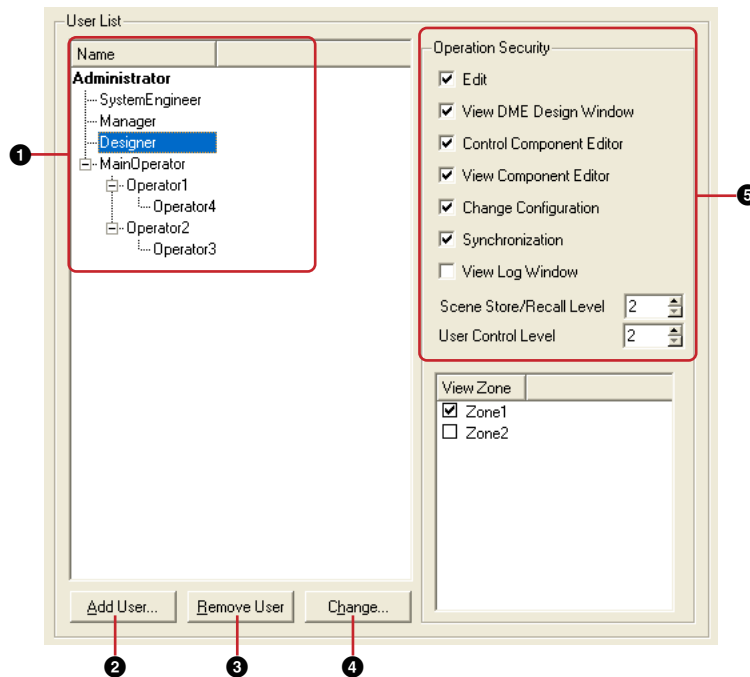 User List
Name
Administrator
SystemEngineer
Manager
Designer
MainOperator
Operator1
Operator4
Operator2
Operator3
1
Operation Security
Edit
View DME Design Window
Control Component Editor
View Component Editor
Change Configuration
Synchronization
View Log Window
Scene Store/Recall Level 2
User Control Level 2
5
View Zone
Zone1
Zone2
Add User... Remove User Change...
2 3 4